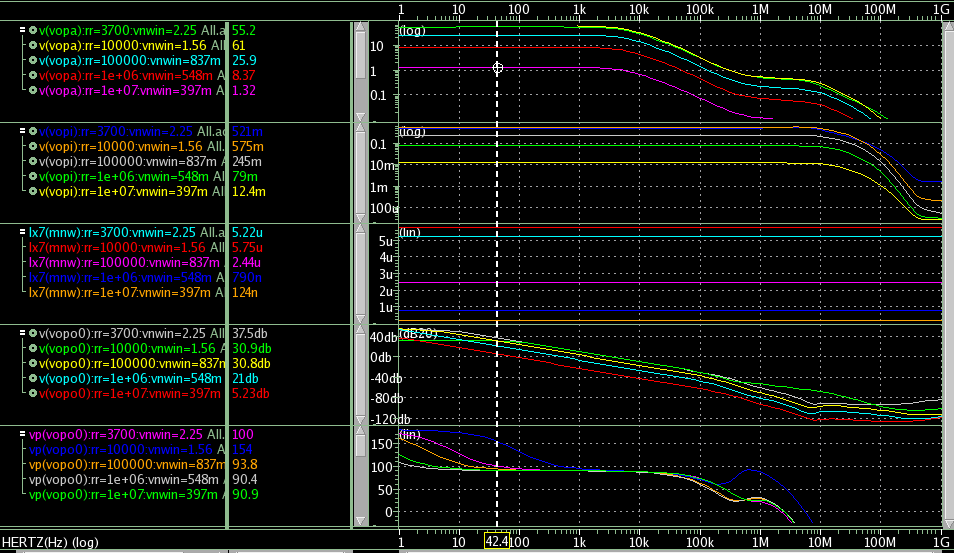 1 10 100 1k 10k 100k 1M 10M 100M 1G
v(vopa):rr=3700:vnwin=2.25 All.a 55.2
v(vopa):rr=10000:vnwin=1.56 All. 61
v(vopa):rr=100000:vnwin=837m 25.9
v(vopa):rr=1e+06:vnwin=548m A 8.37
v(vopa):rr=1e+07:vnwin=397m A 1.32
(log)
10
1
0.1
v(vopi):rr=3700:vnwin=2.25 All.ac 521m
v(vopi):rr=10000:vnwin=1.56 All.a 575m
v(vopi):rr=100000:vnwin=837m A 245m
v(vopi):rr=1e+06:vnwin=548m All 79m
v(vopi):rr=1e+07:vnwin=397m All 12.4m
(log)
0.1
10m
1m
100u
lx7(mnw):rr=3700:vnwin=2.25 All. 5.22u
lx7(mnw):rr=10000:vnwin=1.56 Al 5.75u
lx7(mnw):rr=100000:vnwin=837m 2.44u
lx7(mnw):rr=1e+06:vnwin=548m A 790n
lx7(mnw):rr=1e+07:vnwin=397m A 124n
(lin)
5u
4u
3u
2u
1u
v(vopo0):rr=3700:vnwin=2.25 All. 37.5db
v(vopo0):rr=10000:vnwin=1.56 A 30.9db
v(vopo0):rr=100000:vnwin=837m 30.8db
v(vopo0):rr=1e+06:vnwin=548m 21db
v(vopo0):rr=1e+07:vnwin=397m 5.23db
(dB20)
40db
0db
-40db
-80db
-120db
vp(vopo0):rr=3700:vnwin=2.25 All. 100
vp(vopo0):rr=10000:vnwin=1.56 A 154
vp(vopo0):rr=100000:vnwin=837m 93.8
vp(vopo0):rr=1e+06:vnwin=548m A 90.4
vp(vopo0):rr=1e+07:vnwin=397m A 90.9
(lin)
150
100
50
0
HERTZ(Hz) (log)
1 10 42.4 100 1k 10k 100k 1M 10M 100M 1G